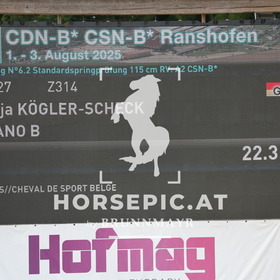 CDN-B* CSN-B* Ranshofen
1. - 3. August 2025
g N°6.2 Standardspringprüfung 115 cm RV: A2 CSN-B*
27 Z314
ja KÖGLER-SCHECK
ANO B
22.3
S//CHEVAL DE SPORT BELGE
HORSEPIC.AT
by BRUNNMAYR
Hofmag